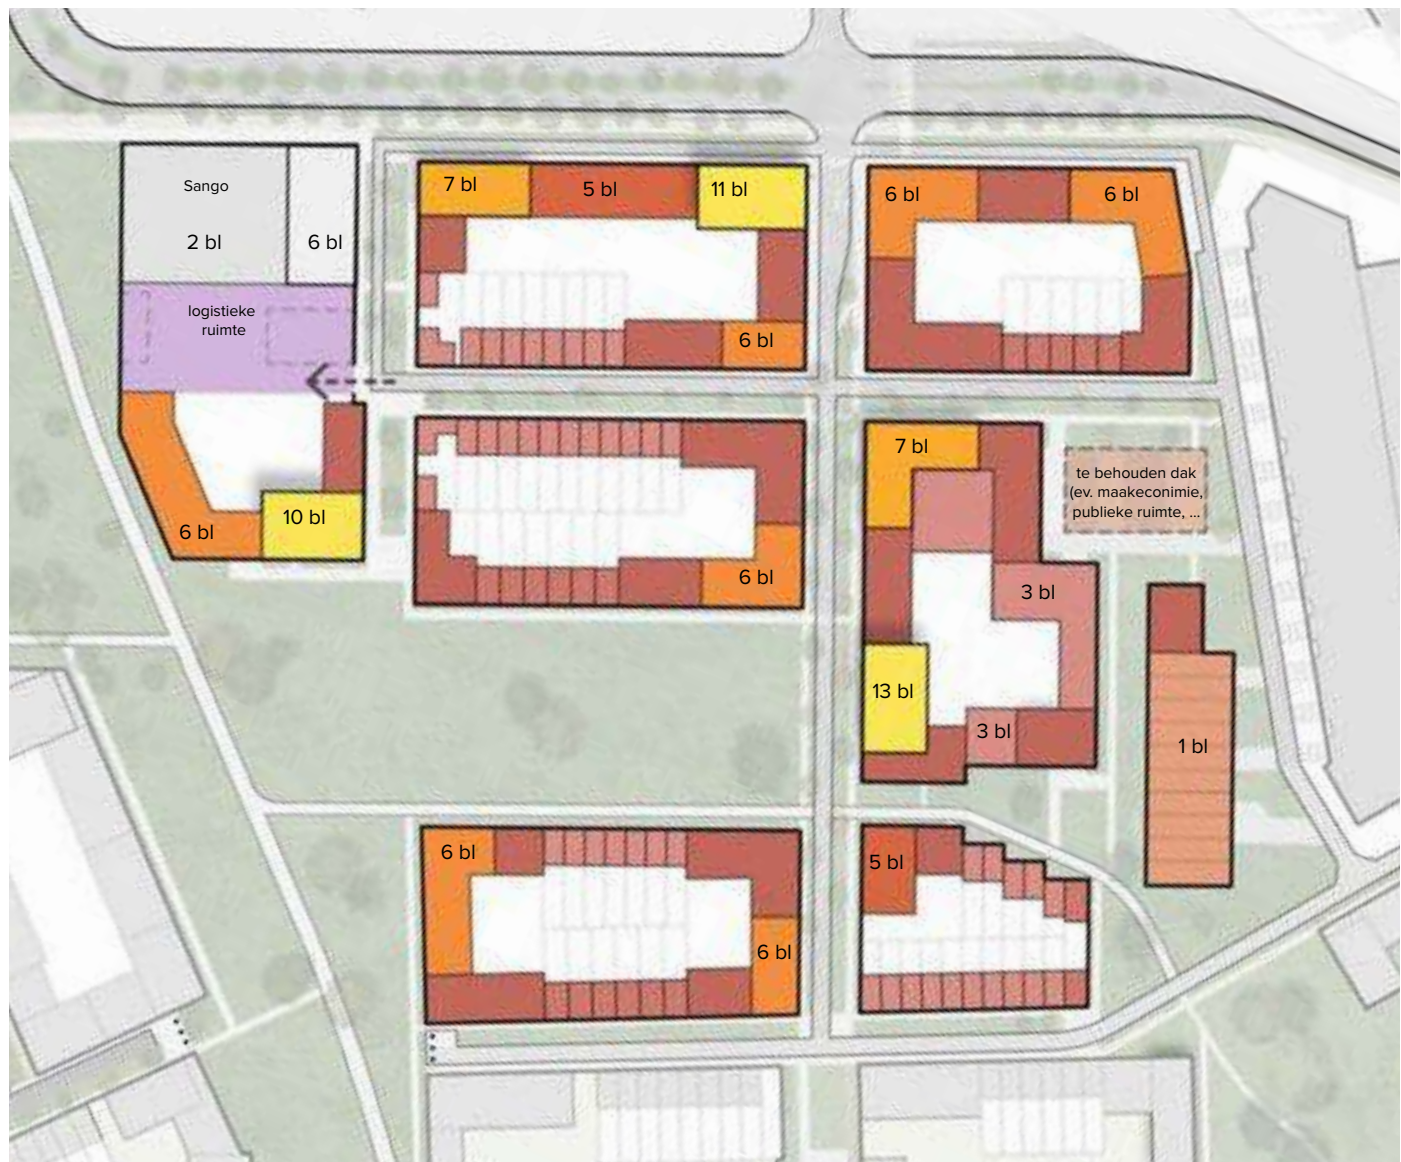 Sango
2 bl
6 bl
logistieke
ruimte
6 bl
10 bl
7 bl
5 bl
11 bl
6 bl
6 bl
6 bl
6 bl
7 bl
te behouden dak
(ev. maakeconimie,
publieke ruimte, ...
3 bl
13 bl
3 bl
1 bl
6 bl
6 bl
5 bl